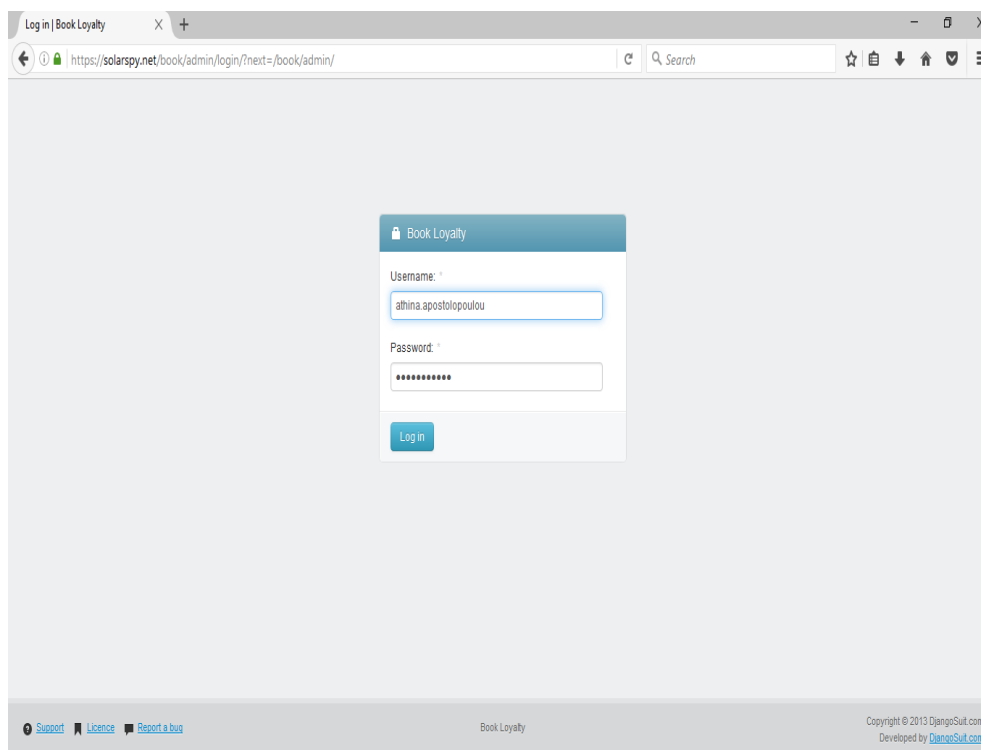 Log in | Book Loyalty
https://solarspy.net/book/admin/login/?next=/book/admin/
Search
Book Loyalty
Username: *
athina.apostolopoulou
Password: *
•••••••••••
Log in
Support Licence Report a bug
Book Loyalty
Copyright © 2013 DjangoSuit.com
Developed by DjangoSuit.com